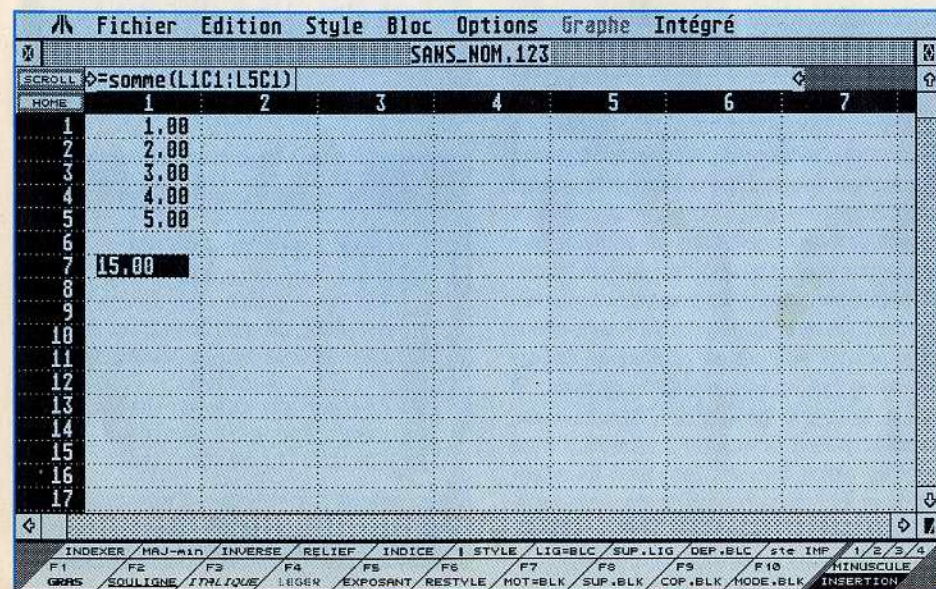 Fichier Edition Style Bloc Options Graphe Intégré
SANS_NOM.123
SCROLL =somme(L1C1:L5C1)
HOME 1 2 3 4 5 6 7
1 1.00
2 2.00
3 3.00
4 4.00
5 5.00
6
7 15.00
8
9
10
11
12
13
14
15
16
17
INDEXER MAJ-min INVERSE RELIEF INDICE | STYLE LIG=BLC SUP.LIG DEP.BLC ste IMP 1/2/3/4
F1 F2 F3 F4 F5 F6 F7 F8 F9 F10 MINUSCULE
GRAS SOULIGNE ITALIQUE LEGER EXPOSANT RESTYLE MOT=BLK SUP.BLK COP.BLK MODE.BLK INSERTION